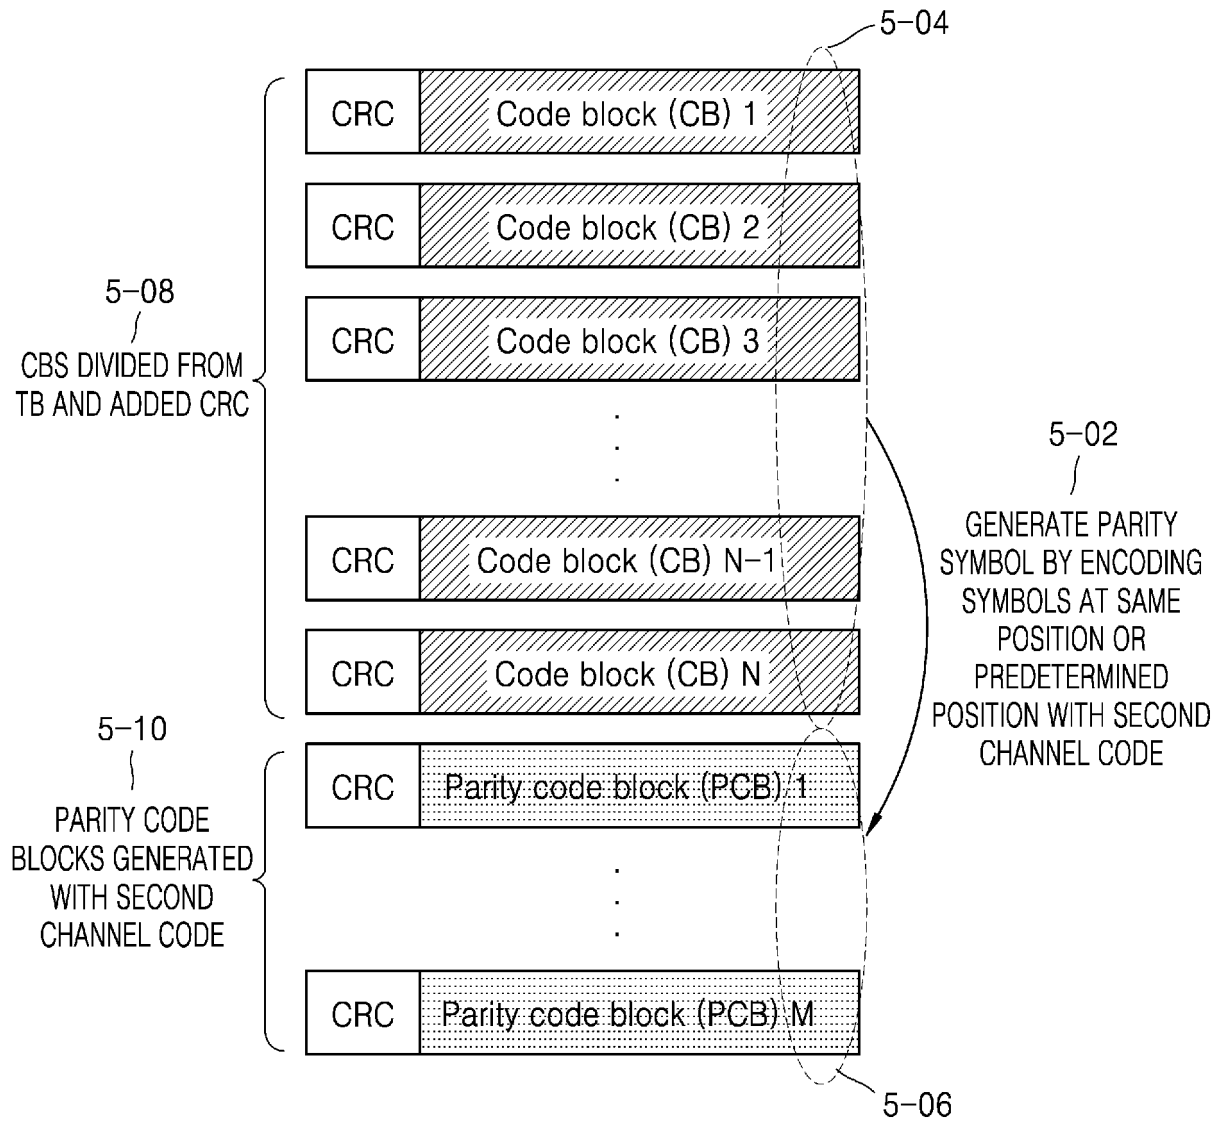 5-04
CRC Code block (CB) 1
CRC Code block (CB) 2
5-08
CBS DIVIDED FROM
TB AND ADDED CRC
CRC Code block (CB) 3
.
.
.
5-02
GENERATE PARITY
SYMBOL BY ENCODING
SYMBOLS AT SAME
POSITION OR
PREDETERMINED
POSITION WITH SECOND
CHANNEL CODE
CRC Code block (CB) N-1
CRC Code block (CB) N
5-10
PARITY CODE
BLOCKS GENERATED
WITH SECOND
CHANNEL CODE
CRC Parity code block (PCB) 1
.
.
.
CRC Parity code block (PCB) M
5-06